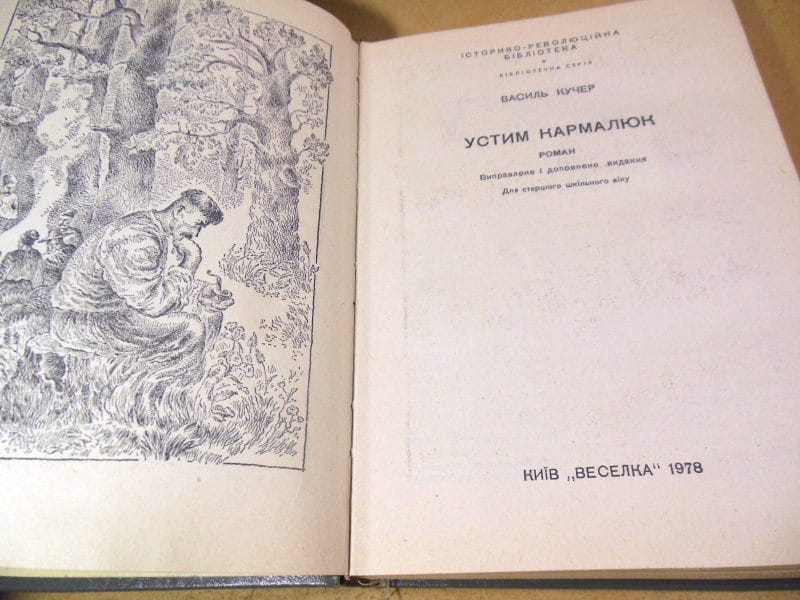 ІСТОРИКО-РЕВОЛЮЦІЙНА
БІБЛІОТЕКА
БІБЛІОТЕЧНА СЕРІЯ
ВАСИЛЬ КУЧЕР
УСТИМ КАРМАЛЮК
РОМАН
Виправлене і доповнене видання
Для старшого шкільного віку
КИЇВ „ВЕСЕЛКА“ 1978